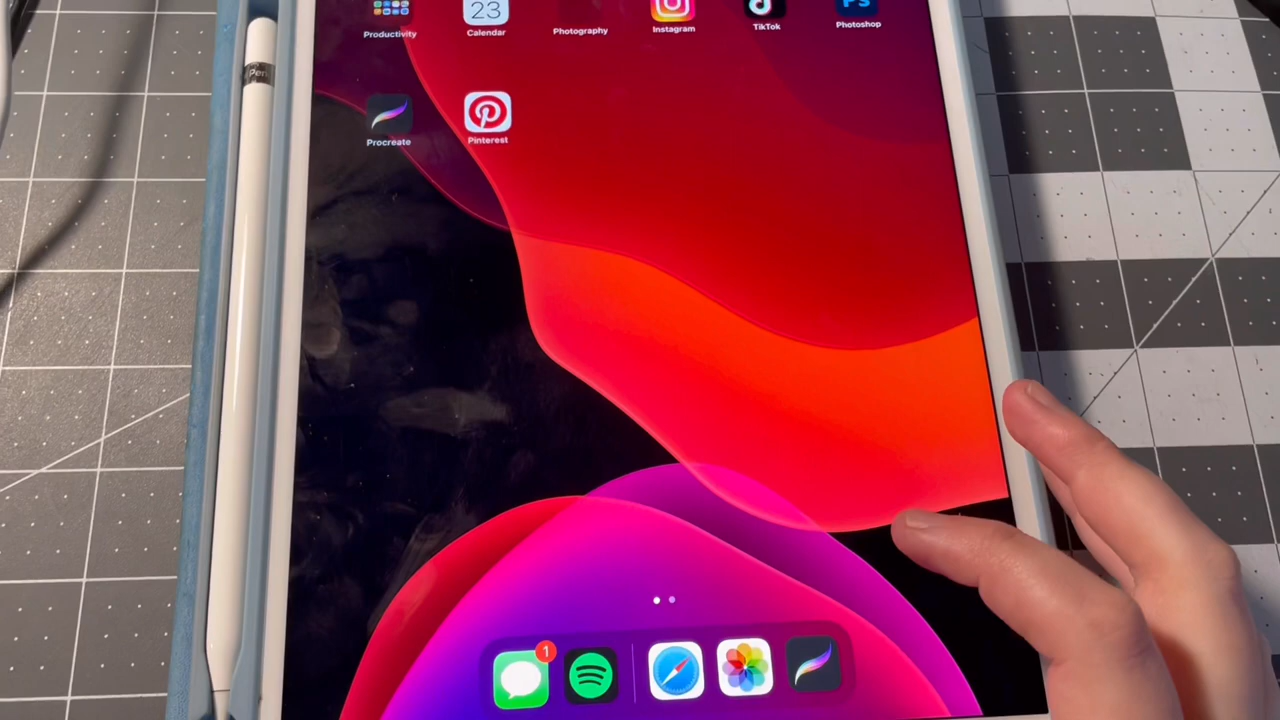 23
Ps
Productivity
Calendar
Photography
Instagram
TikTok
Photoshop
Procreate
Pinterest
1